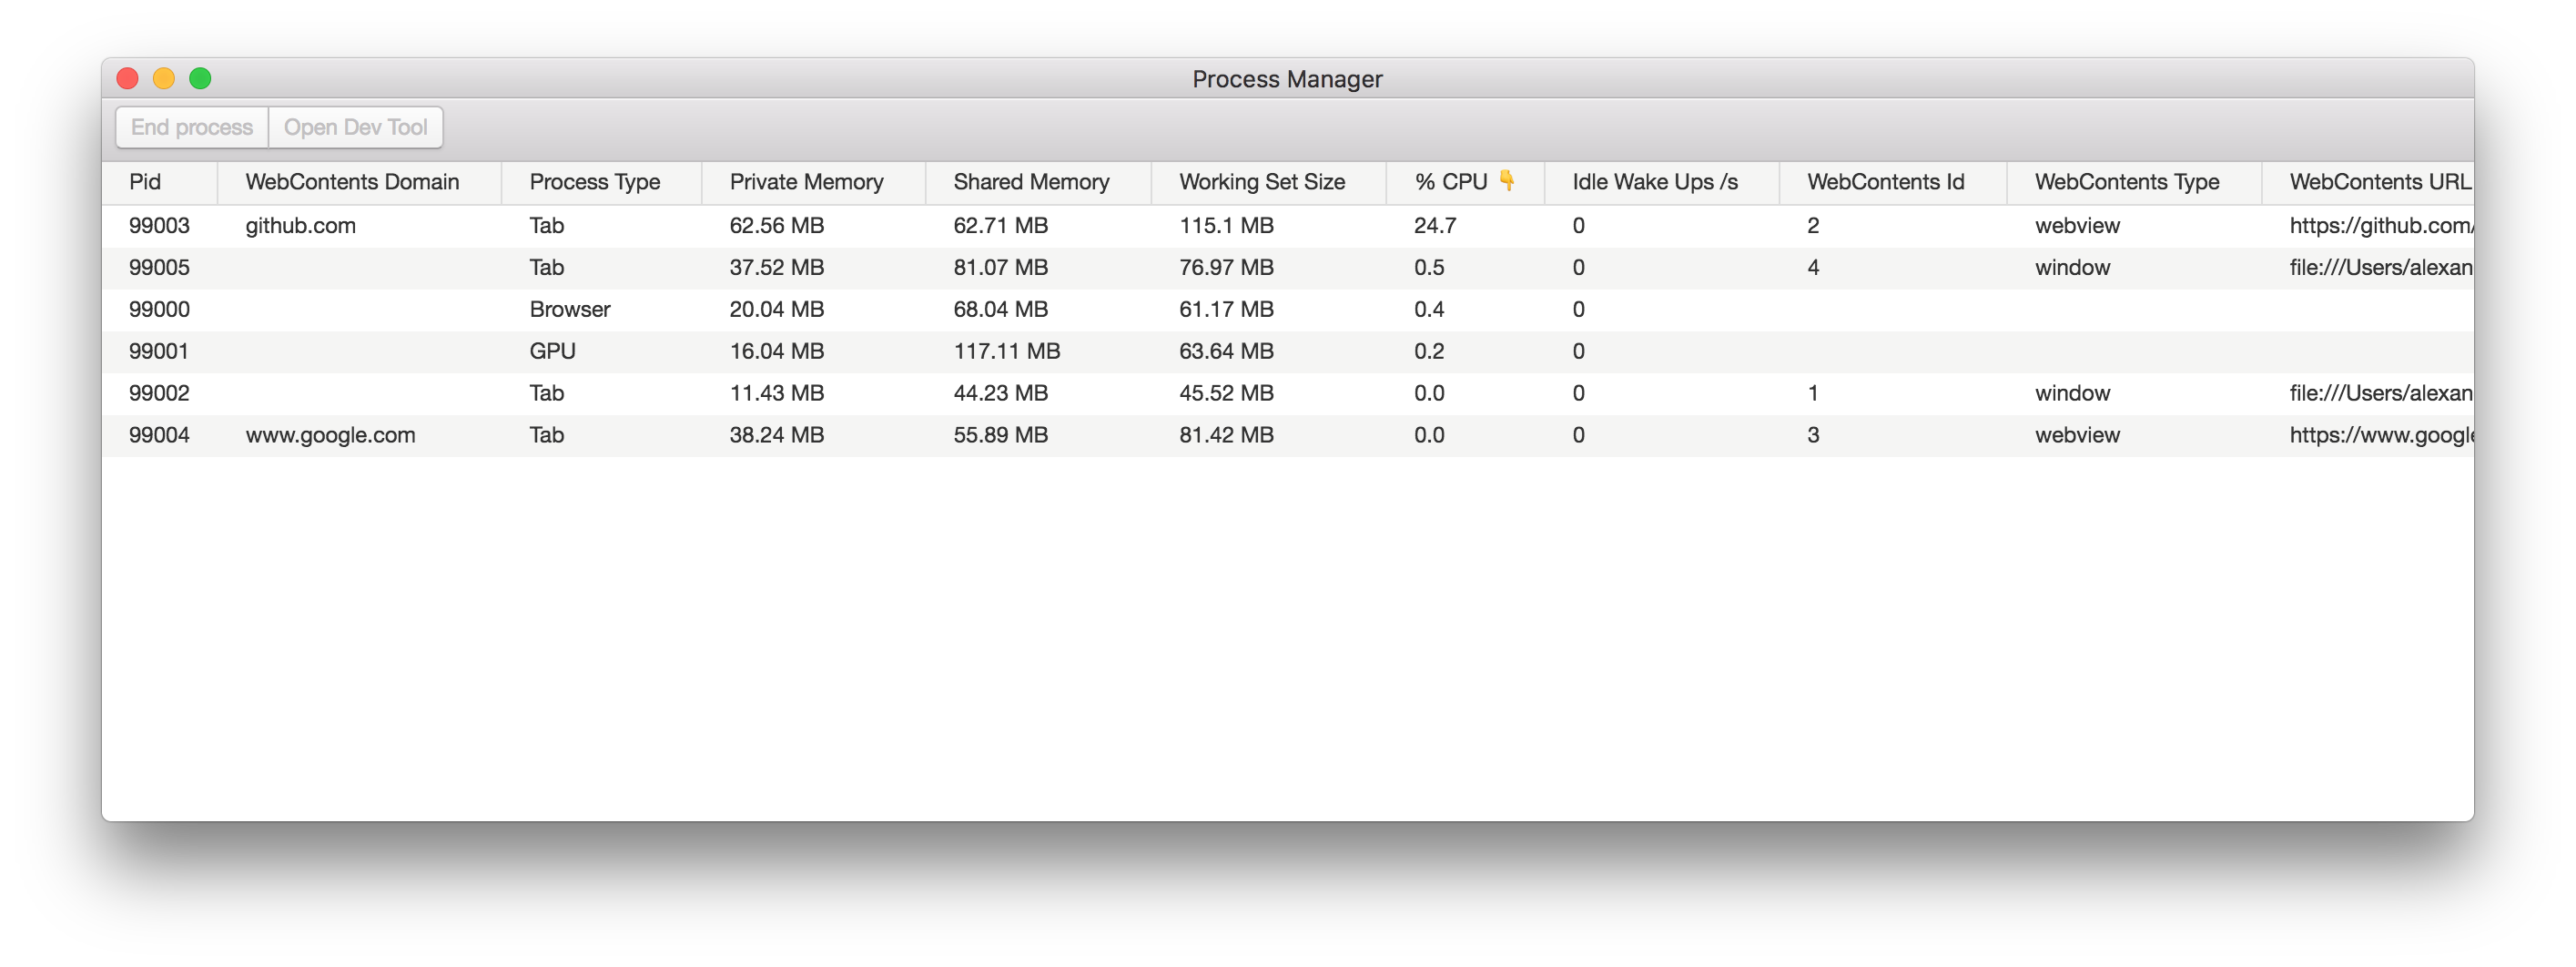 Process Manager
End process Open Dev Tool
Pid WebContents Domain Process Type Private Memory Shared Memory Working Set Size % CPU 👇 Idle Wake Ups /s WebContents Id WebContents Type WebContents URL
99003 github.com Tab 62.56 MB 62.71 MB 115.1 MB 24.7 0 2 webview https://github.com/
99005 Tab 37.52 MB 81.07 MB 76.97 MB 0.5 0 4 window file:///Users/alexan
99000 Browser 20.04 MB 68.04 MB 61.17 MB 0.4 0
99001 GPU 16.04 MB 117.11 MB 63.64 MB 0.2 0
99002 Tab 11.43 MB 44.23 MB 45.52 MB 0.0 0 1 window file:///Users/alexan
99004 www.google.com Tab 38.24 MB 55.89 MB 81.42 MB 0.0 0 3 webview https://www.google